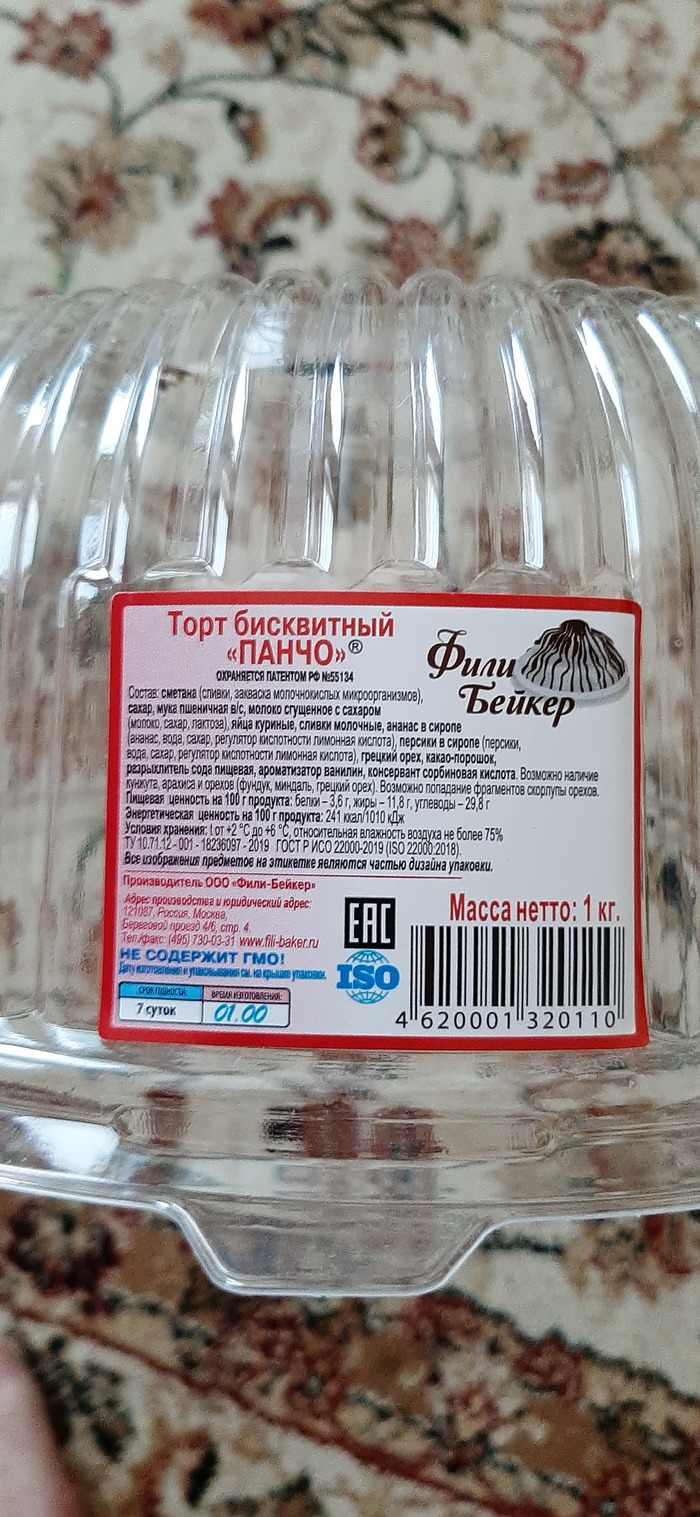 Торт бисквитный
«ПАНЧО»®
ОХРАНЯЕТСЯ ПАТЕНТОМ РФ №55134
Фили
Бейкер
Состав: сметана (сливки, закваска молочнокислых микроорганизмов),
сахар, мука пшеничная в/с, молоко сгущенное с сахаром
(молоко, сахар, лактоза), яйца куриные, сливки молочные, ананас в сиропе
(ананас, вода, сахар, регулятор кислотности лимонная кислота), персики в сиропе (персики,
вода, сахар, регулятор кислотности лимонная кислота), грецкий орех, какао-порошок,
разрыхлитель сода пищевая, ароматизатор ванилин, консервант сорбиновая кислота. Возможно наличие
кунжута, арахиса и орехов (фундук, миндаль, грецкий орех). Возможно попадание фрагментов скорлупы орехов.
Пищевая ценность на 100 г продукта: белки – 3,6 г, жиры – 11,8 г, углеводы – 29,8 г
Энергетическая ценность на 100 г продукта: 241 ккал/1010 кДж
Условия хранения: t от +2 °С до +6 °С, относительная влажность воздуха не более 75%
ТУ 10.71.12 - 001 - 18236097 - 2019 ГОСТ Р ИСО 22000-2019 (ISO 22000:2018).
Все изображения предметов на этикетке являются частью дизайна упаковки.
Производитель ООО «Фили-Бейкер»
Адрес производства и юридический адрес:
121087, Россия, Москва,
Береговой проезд 4/6, стр. 4.
Тел./факс: (495) 730-03-31 www.fili-baker.ru
НЕ СОДЕРЖИТ ГМО!
Дату изготовления и упаковывания см. на крышке упаковки.
СРОК ГОДНОСТИ: ВРЕМЯ ИЗГОТОВЛЕНИЯ:
7 суток 01.00
EAC
ISO
Масса нетто: 1 кг.
4 620001 320110